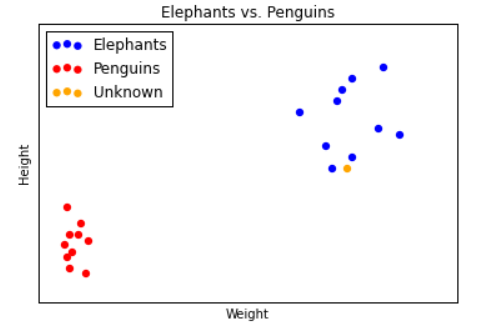 Elephants vs. Penguins
Elephants
Penguins
Unknown
Height
Weight